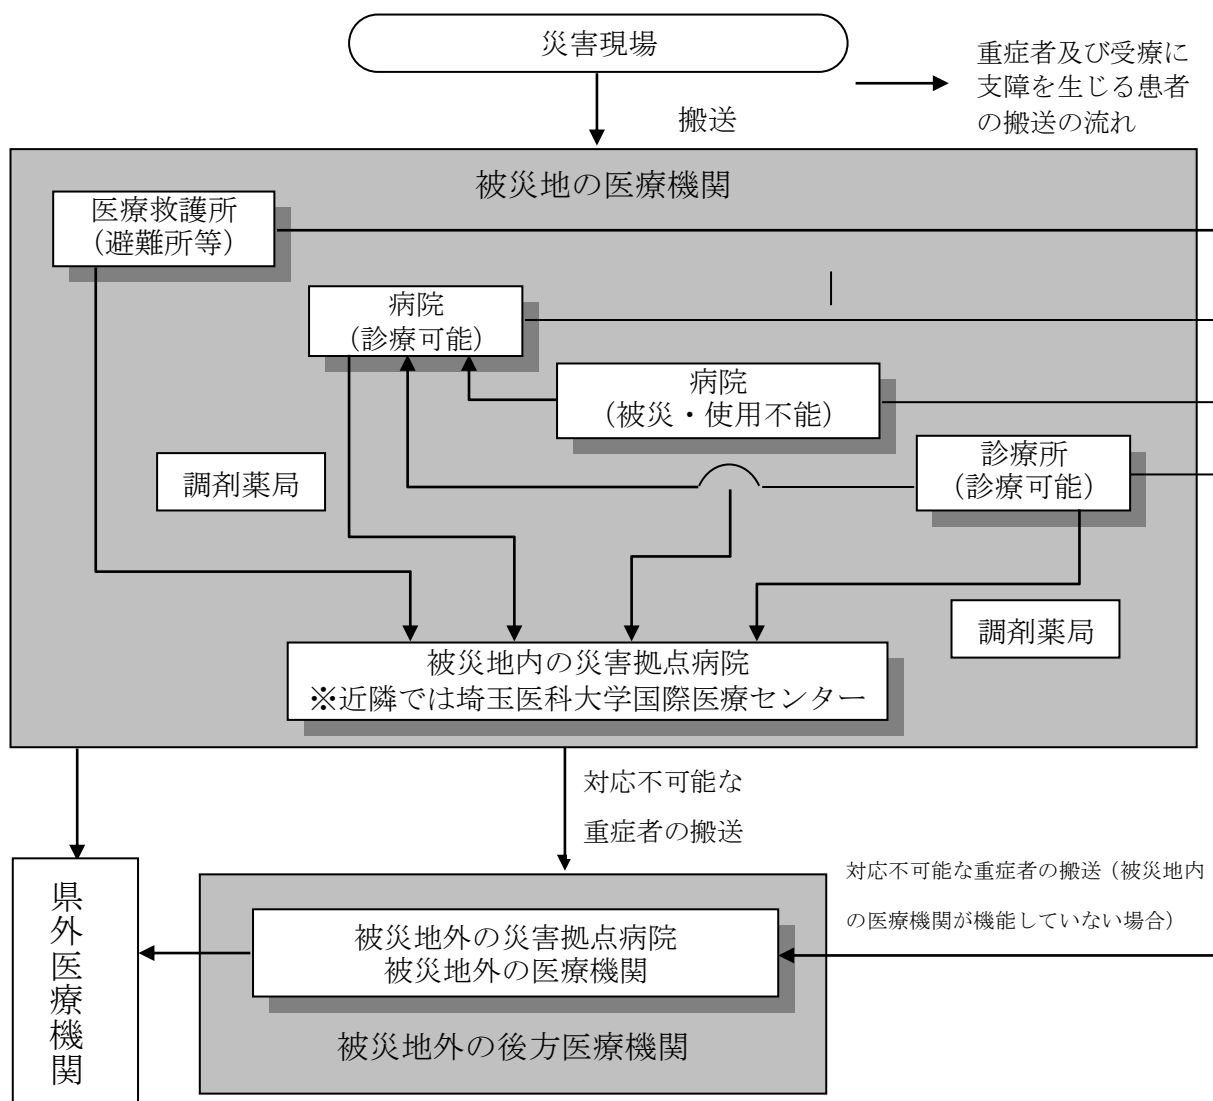 災害現場
重症者及び受療に
支障を生じる患者
の搬送の流れ
搬送
被災地の医療機関
医療救護所
（避難所等）
病院
（診療可能）
病院
（被災・使用不能）
診療所
（診療可能）
調剤薬局
調剤薬局
被災地内の災害拠点病院
※近隣では埼玉医科大学国際医療センター
対応不可能な
重症者の搬送
対応不可能な重症者の搬送（被災地内
の医療機関が機能していない場合）
県外医療機関
被災地外の災害拠点病院
被災地外の医療機関
被災地外の後方医療機関